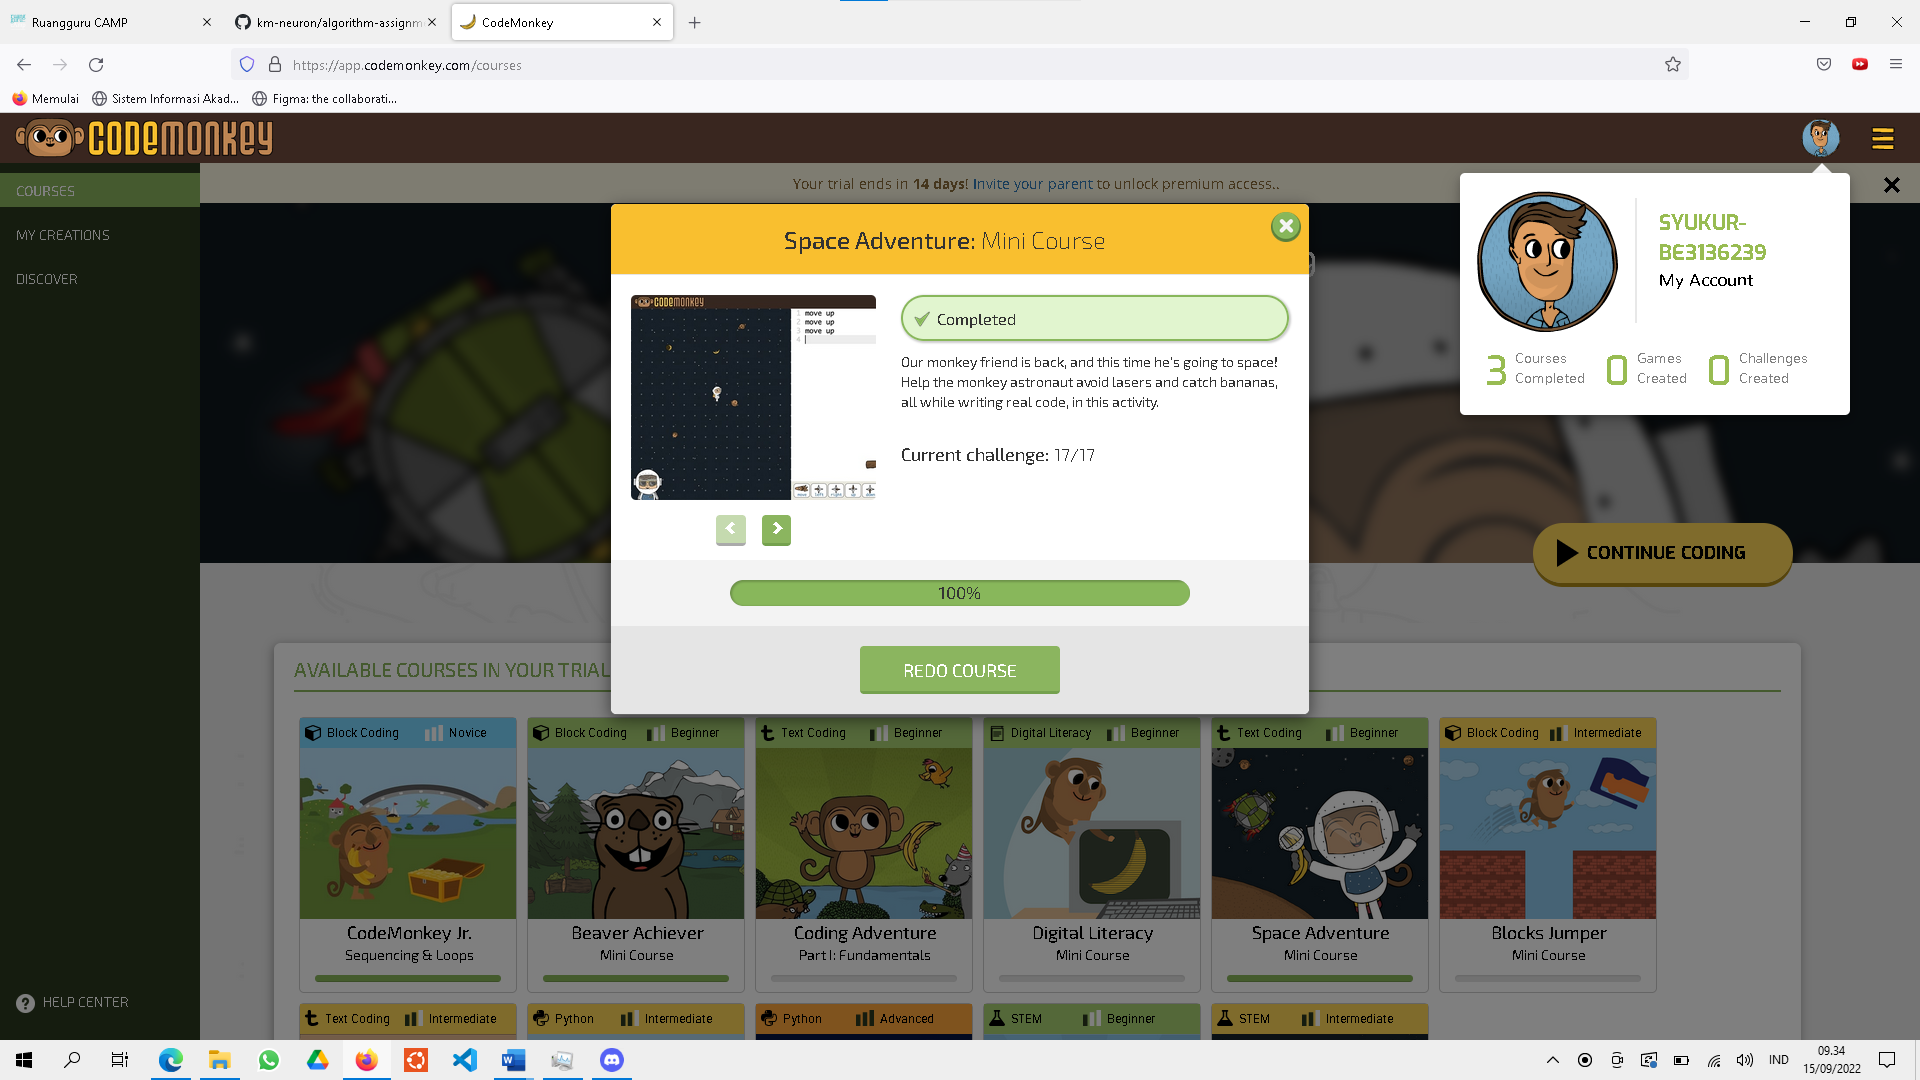 Ruangguru CAMP
km-neuron/algorithm-assignm
CodeMonkey
https://app.codemonkey.com/courses
Memulai
Sistem Informasi Akad...
Figma: the collaborati...
CODEMONKEY
COURSES
MY CREATIONS
DISCOVER
HELP CENTER
Your trial ends in 14 days! Invite your parent to unlock premium access..
SYUKUR-
BE3136239
My Account
3 Courses Completed
0 Games Created
0 Challenges Created
Space Adventure: Mini Course
CODEMONKEY
1 move up
2 move up
3 move up
4
Completed
Our monkey friend is back, and this time he's going to space!
Help the monkey astronaut avoid lasers and catch bananas,
all while writing real code, in this activity.
Current challenge: 17/17
100%
REDO COURSE
CONTINUE CODING
AVAILABLE COURSES IN YOUR TRIAL
Block Coding Novice
CodeMonkey Jr.
Sequencing & Loops
Block Coding Beginner
Beaver Achiever
Mini Course
Text Coding Beginner
Coding Adventure
Part I: Fundamentals
Digital Literacy Beginner
Digital Literacy
Mini Course
Text Coding Beginner
Space Adventure
Mini Course
Block Coding Intermediate
Blocks Jumper
Mini Course
Text Coding Intermediate
Python Intermediate
Python Advanced
STEM Beginner
STEM Intermediate
IND
09.34
15/09/2022